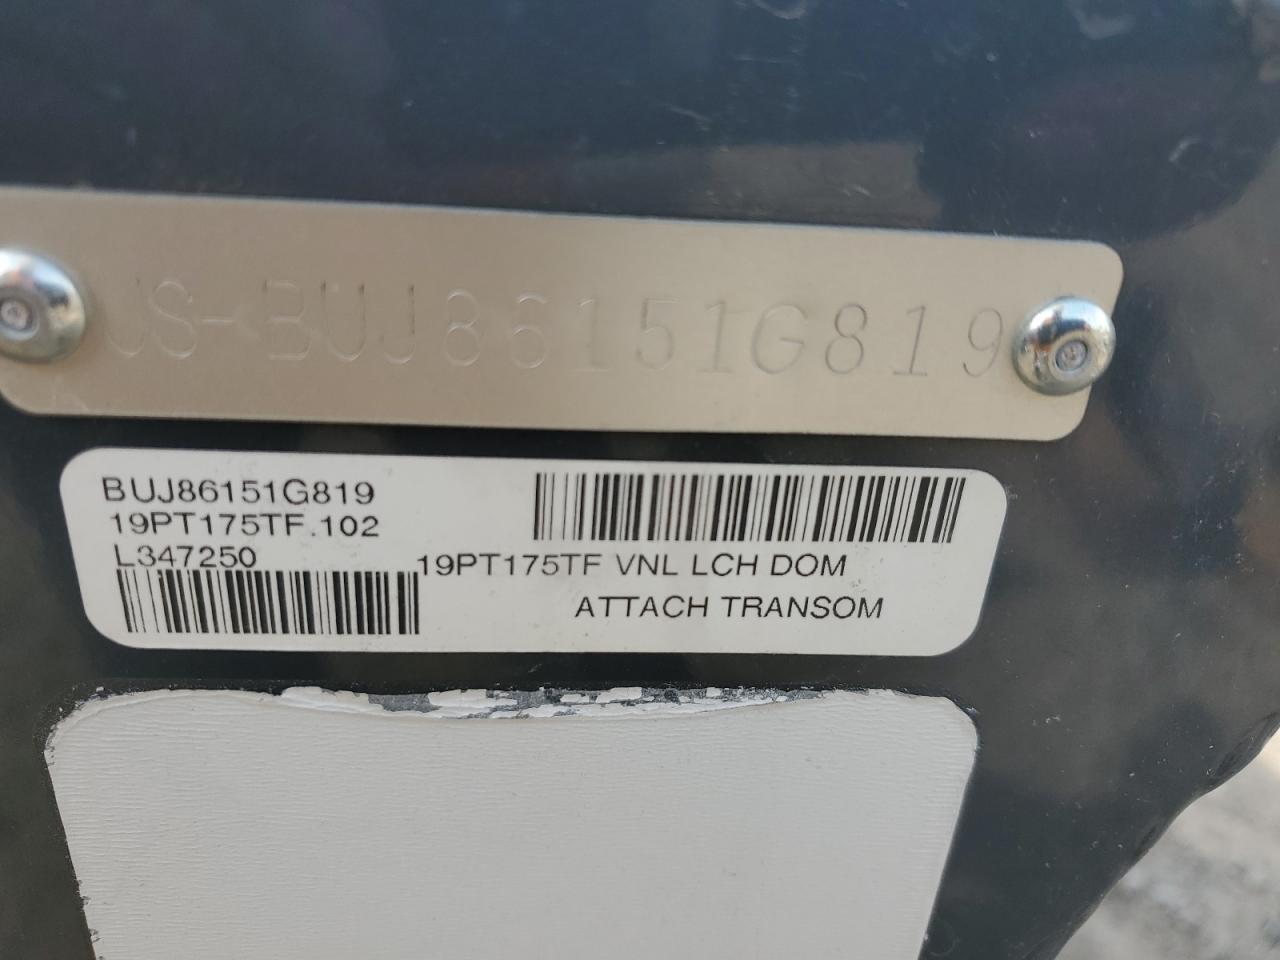 US-BUJ86151G819
BUJ86151G819
19PT175TF.102
L347250
19PT175TF VNL LCH DOM
ATTACH TRANSOM